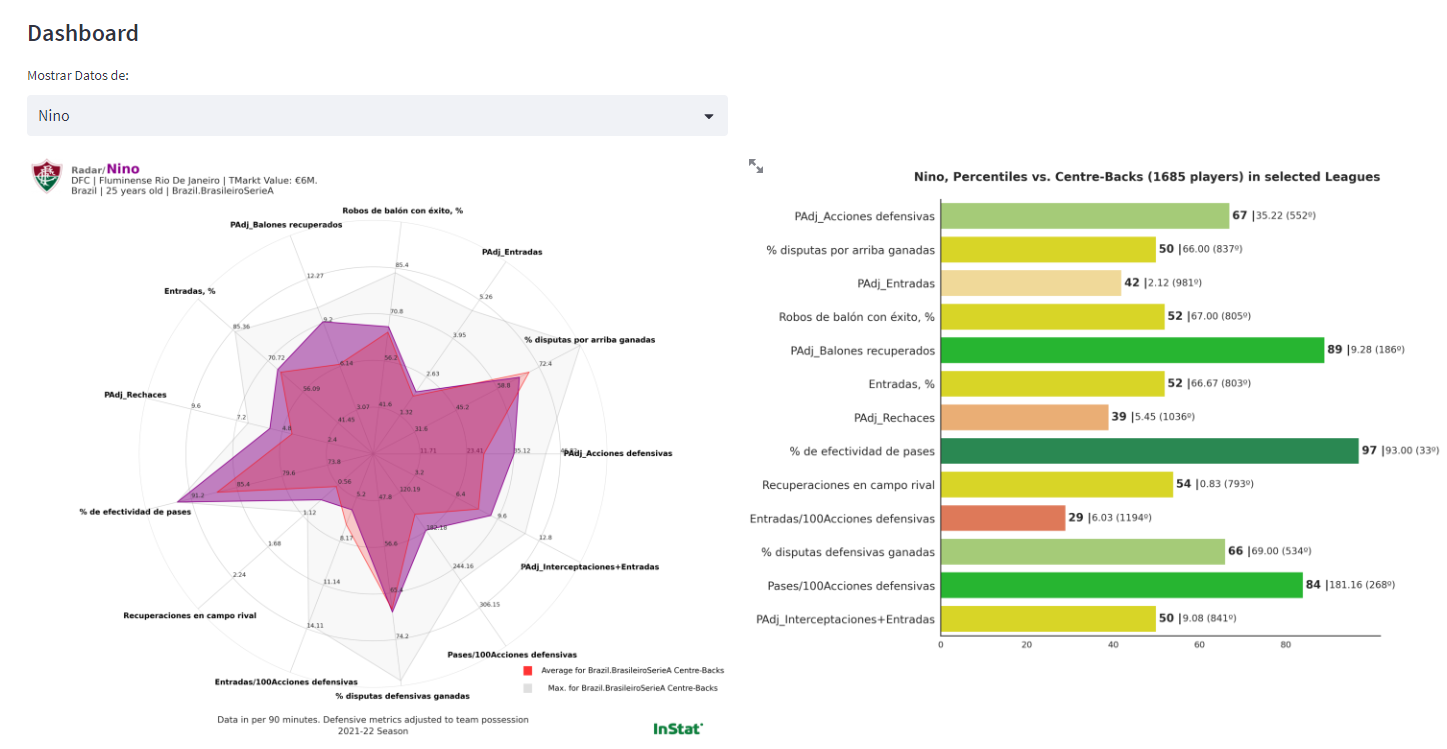 Dashboard
Mostrar Datos de:
Nino
Radar/Nino
DFC | Fluminense Rio De Janeiro | TMarkt Value: €6M.
Brazil | 25 years old | Brazil.BrasileiroSerieA
Robos de balón con éxito, %
PAdj_Balones recuperados
PAdj_Entradas
Entradas, %
% disputas por arriba ganadas
PAdj_Rechaces
PAdj_Acciones defensivas
% de efectividad de pases
PAdj_Interceptaciones+Entradas
Recuperaciones en campo rival
Pases/100Acciones defensivas
Entradas/100Acciones defensivas
% disputas defensivas ganadas
85.4
70.8
56.2
41.6
5.26
3.95
2.63
1.32
72.4
58.8
45.2
31.6
35.12
23.41
11.71
12.8
9.6
6.4
3.2
306.15
244.16
182.18
120.19
74.2
65.4
56.6
47.8
14.11
11.14
8.17
5.2
2.24
1.68
1.12
0.56
91.2
85.4
79.6
73.8
9.6
7.2
4.8
2.4
85.36
70.72
56.09
41.45
12.27
9.2
6.14
3.07
Average for Brazil.BrasileiroSerieA Centre-Backs
Max. for Brazil.BrasileiroSerieA Centre-Backs
Data in per 90 minutes. Defensive metrics adjusted to team possession
2021-22 Season
InStat
Nino, Percentiles vs. Centre-Backs (1685 players) in selected Leagues
PAdj_Acciones defensivas 67 |35.22 (552º)
% disputas por arriba ganadas 50 |66.00 (837º)
PAdj_Entradas 42 |2.12 (981º)
Robos de balón con éxito, % 52 |67.00 (805º)
PAdj_Balones recuperados 89 |9.28 (186º)
Entradas, % 52 |66.67 (803º)
PAdj_Rechaces 39 |5.45 (1036º)
% de efectividad de pases 97 |93.00 (33º)
Recuperaciones en campo rival 54 |0.83 (793º)
Entradas/100Acciones defensivas 29 |6.03 (1194º)
% disputas defensivas ganadas 66 |69.00 (534º)
Pases/100Acciones defensivas 84 |181.16 (268º)
PAdj_Interceptaciones+Entradas 50 |9.08 (841º)
0 20 40 60 80